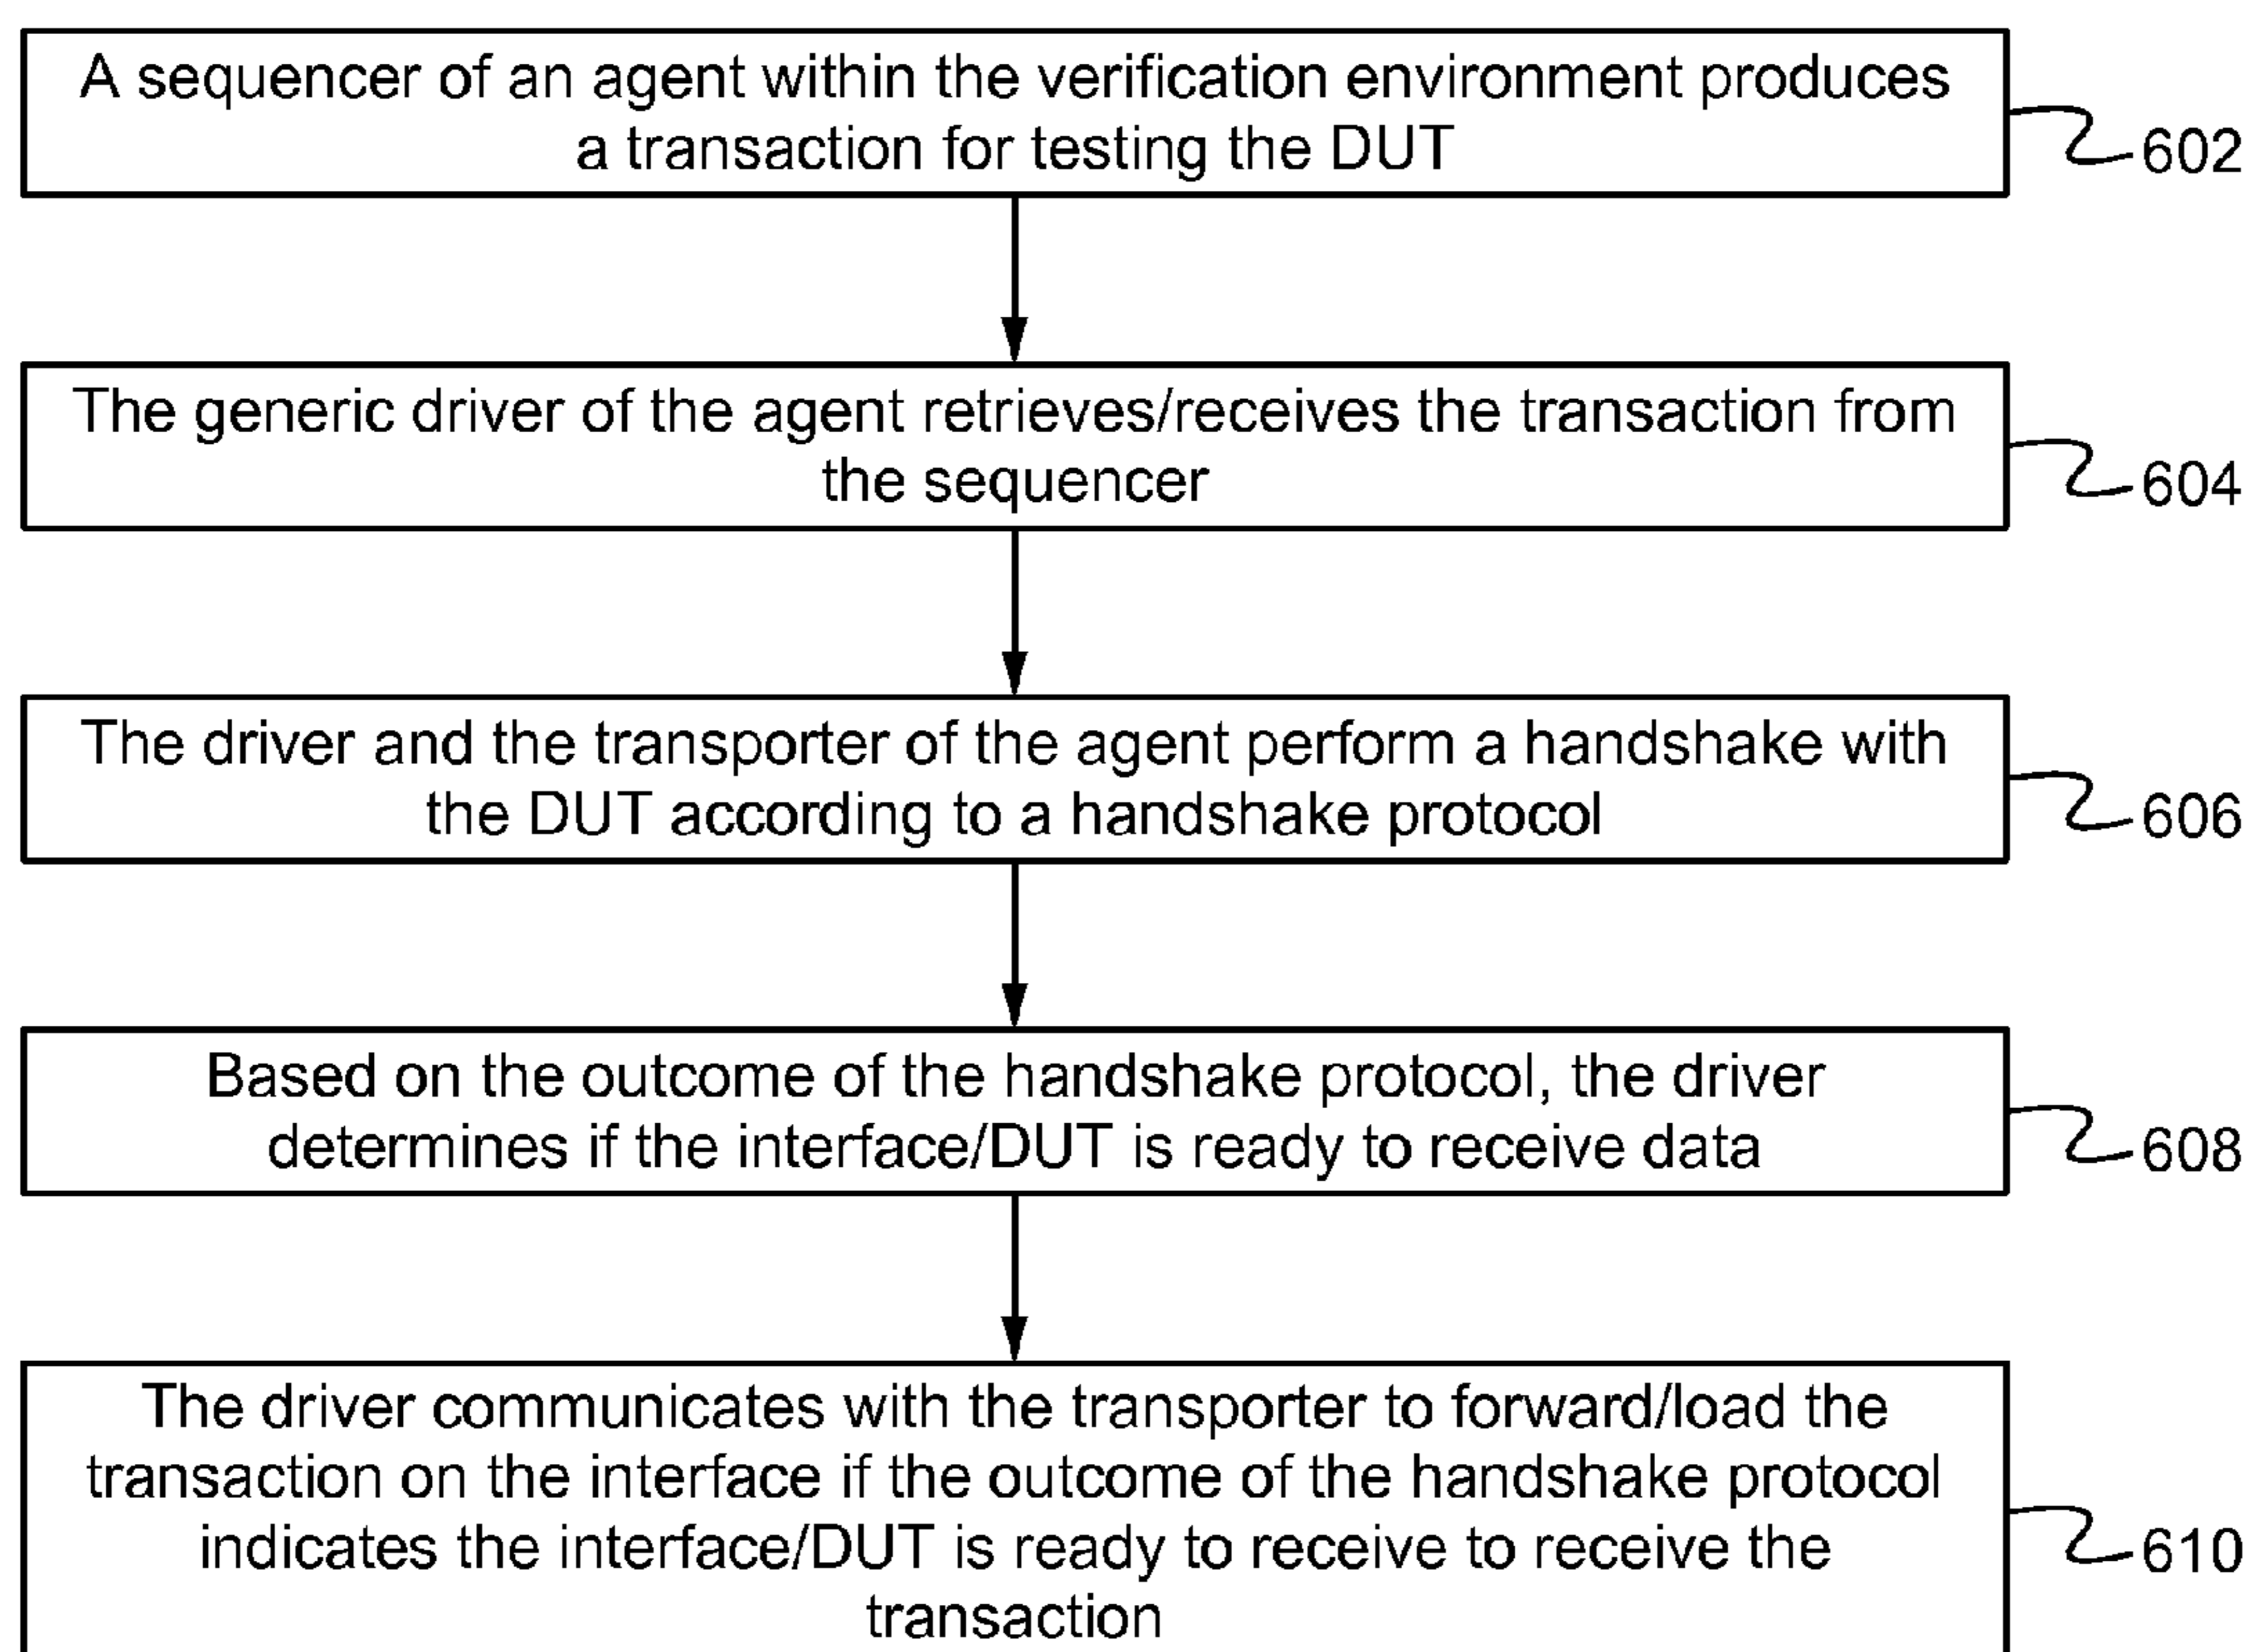 A sequencer of an agent within the verification environment produces
a transaction for testing the DUT
602
The generic driver of the agent retrieves/receives the transaction from
the sequencer
604
The driver and the transporter of the agent perform a handshake with
the DUT according to a handshake protocol
606
Based on the outcome of the handshake protocol, the driver
determines if the interface/DUT is ready to receive data
608
The driver communicates with the transporter to forward/load the
transaction on the interface if the outcome of the handshake protocol
indicates the interface/DUT is ready to receive to receive the
transaction
610